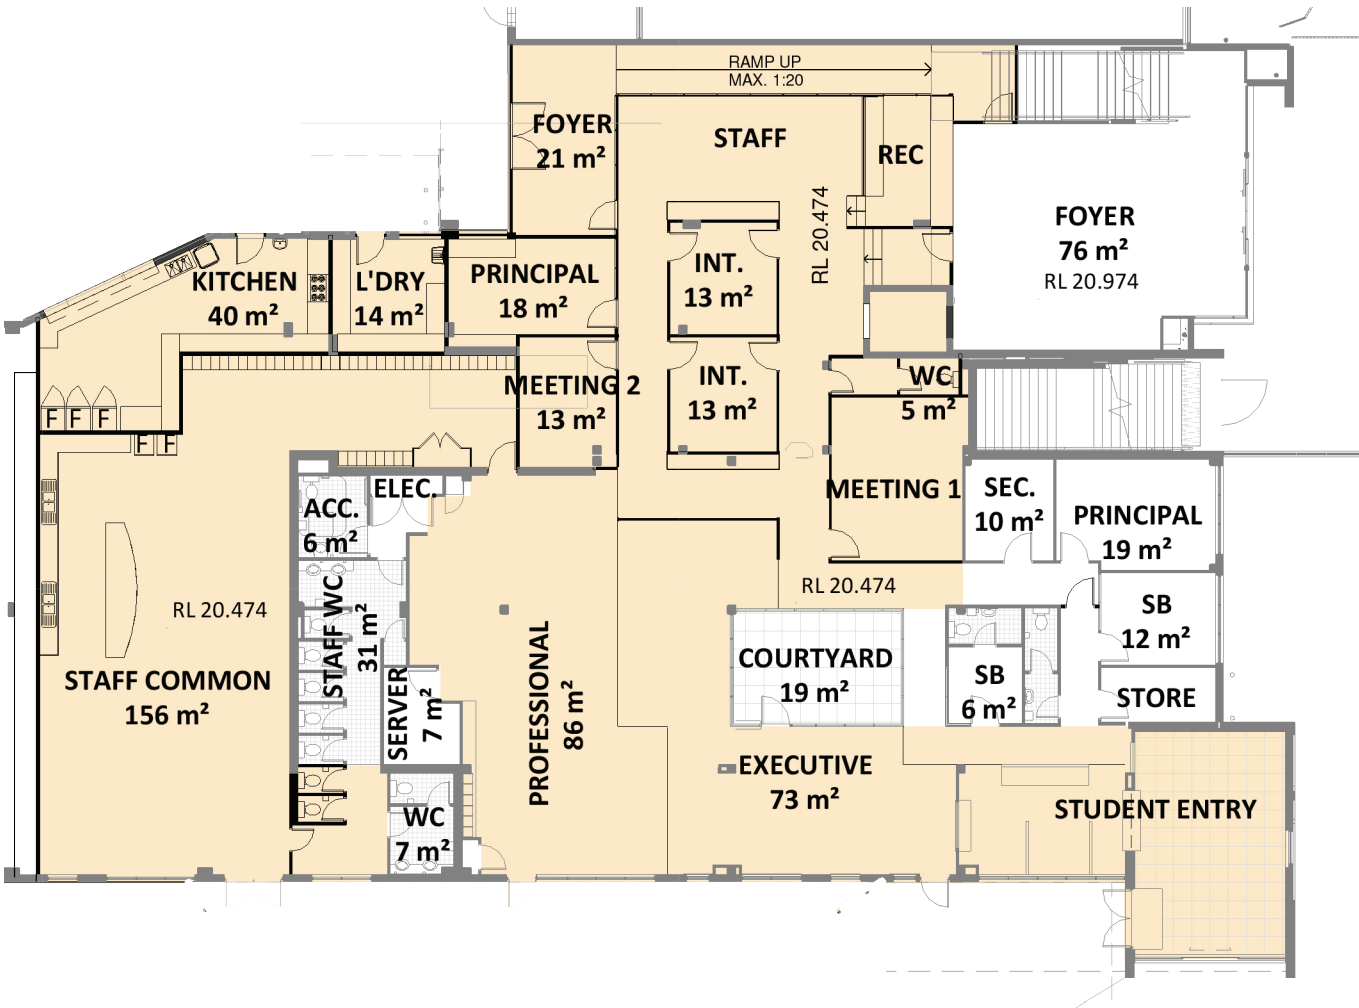 RAMP UP
MAX. 1:20
FOYER
21 m²
STAFF
REC
RL 20.474
FOYER
76 m²
RL 20.974
KITCHEN
40 m²
L'DRY
14 m²
PRINCIPAL
18 m²
INT.
13 m²
MEETING 2
13 m²
INT.
13 m²
WC
5 m²
F F F
F F
ACC.
6 m²
ELEC.
MEETING 1
SEC.
10 m²
PRINCIPAL
19 m²
RL 20.474
RL 20.474
STAFF WC
31 m²
SB
12 m²
STAFF COMMON
156 m²
SERVER
7 m²
PROFESSIONAL
86 m²
COURTYARD
19 m²
SB
6 m²
STORE
EXECUTIVE
73 m²
WC
7 m²
STUDENT ENTRY